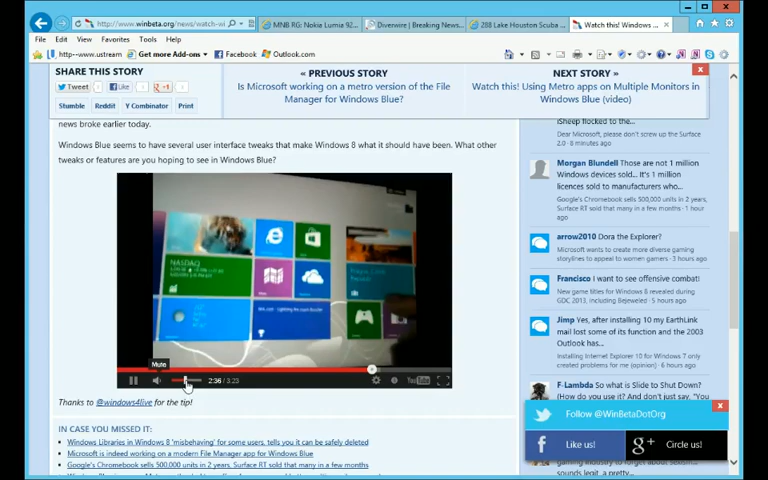 http://www.winbeta.org/news/watch-wi
MNB RG: Nokia Lumia 92...
Diverwire | Breaking News...
288 Lake Houston Scuba ...
Watch this! Windows ...
File Edit View Favorites Tools Help
http--www.ustream
Get more Add-ons
Facebook
Outlook.com
SHARE THIS STORY
Tweet
Like
+1
Stumble Reddit Y Combinator Print
« PREVIOUS STORY
Is Microsoft working on a metro version of the File
Manager for Windows Blue?
NEXT STORY »
Watch this! Using Metro apps on Multiple Monitors in
Windows Blue (video)
news broke earlier today.
Windows Blue seems to have several user interface tweaks that make Windows 8 what it should have been. What other
tweaks or features are you hoping to see in Windows Blue?
NASDAQ
Mute
2:36 / 3:23
YouTube
Thanks to @windows4live for the tip!
IN CASE YOU MISSED IT:
Windows Libraries in Windows 8 'misbehaving' for some users, tells you it can be safely deleted
Microsoft is indeed working on a modern File Manager app for Windows Blue
Google's Chromebook sells 500,000 units in 2 years, Surface RT sold that many in a few months
iSheep flocked to the...
Dear Microsoft, please don't screw up the Surface
2.0 · 8 minutes ago
Morgan Blundell Those are not 1 million
Windows devices sold... It's 1 million
licences sold to manufacturers who...
Google's Chromebook sells 500,000 units in 2 years,
Surface RT sold that many in a few months · 1 hour
ago
arrow2010 Dora the Explorer?
Microsoft wants to create more diverse gaming
storylines to appeal to women gamers · 3 hours ago
Francisco I want to see offensive combat!
New game titles for Windows 8 revealed during
GDC 2013, including Bejeweled · 5 hours ago
Jimp Yes, after installing 10 my EarthLink
mail lost some of its function and the 2003
Outlook has...
Installing Internet Explorer 10 for Windows 7 only
created problems for me (opinion) · 6 hours ago
F-Lambda So what is Slide to Shut Down?
(How do you use it? And don't just say, "You
Follow @WinBetaDotOrg
Like us!
Circle us!